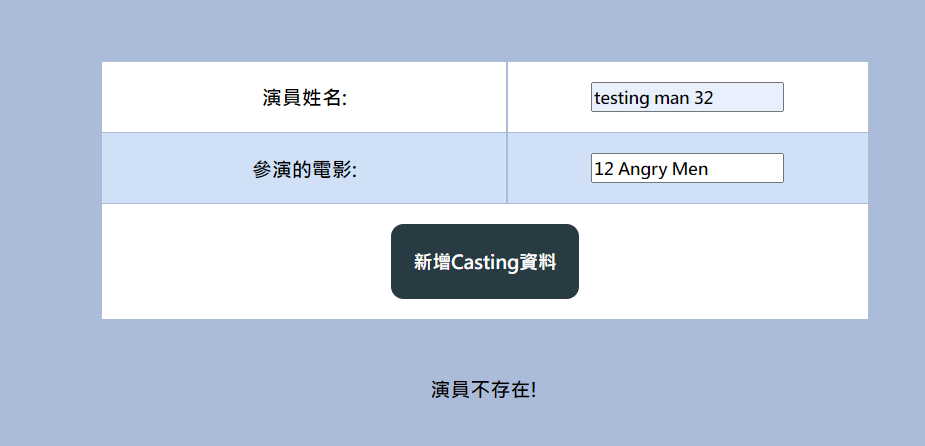 演員姓名:
testing man 32
參演的電影:
12 Angry Men
新增Casting資料
演員不存在!